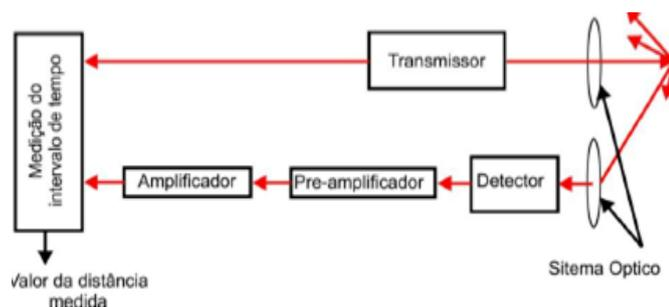 Medição do
intervalo de tempo
Transmissor
Amplificador
Pre-amplificador
Detector
Valor da distância
medida
Sitema Optico